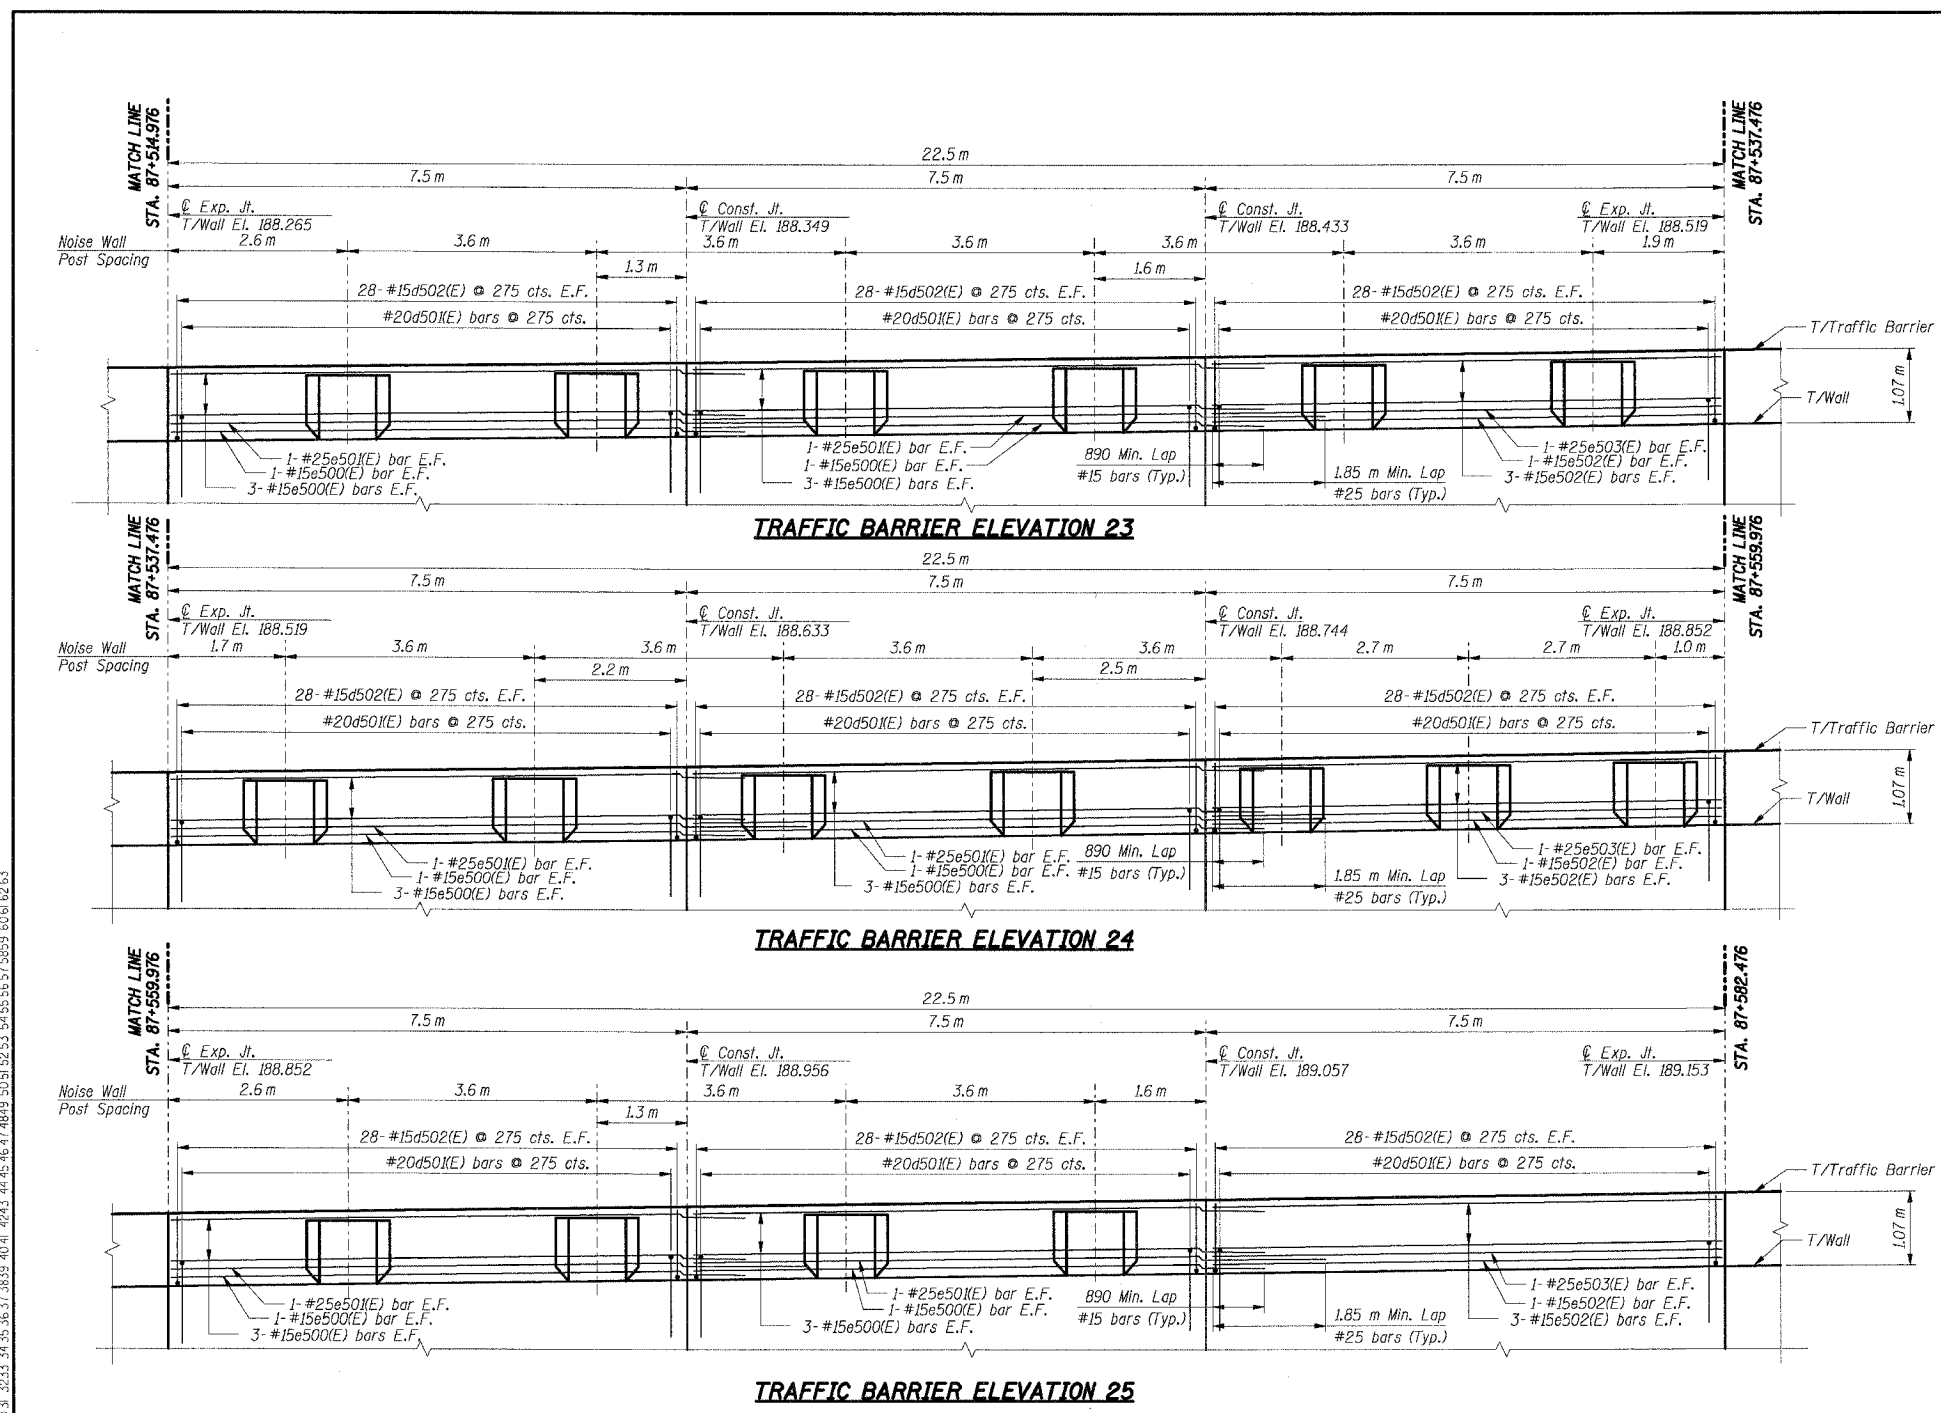 MATCH LINE
STA. 87+514.976
MATCH LINE
STA. 87+537.476
22.5 m
7.5 m
7.5 m
7.5 m
℄ Exp. Jt.
T/Wall El. 188.265
℄ Const. Jt.
T/Wall El. 188.349
℄ Const. Jt.
T/Wall El. 188.433
℄ Exp. Jt.
T/Wall El. 188.519
Noise Wall
Post Spacing
2.6 m
3.6 m
3.6 m
3.6 m
3.6 m
3.6 m
1.9 m
1.3 m
1.6 m
28-#15d502(E) @ 275 cts. E.F.
28-#15d502(E) @ 275 cts. E.F.
28-#15d502(E) @ 275 cts. E.F.
#20d501(E) bars @ 275 cts.
#20d501(E) bars @ 275 cts.
#20d501(E) bars @ 275 cts.
T/Traffic Barrier
T/Wall
1.07 m
1-#25e501(E) bar E.F.
1-#15e500(E) bar E.F.
3-#15e500(E) bars E.F.
1-#25e501(E) bar E.F.
1-#15e500(E) bar E.F.
3-#15e500(E) bars E.F.
890 Min. Lap
#15 bars (Typ.)
1.85 m Min. Lap
#25 bars (Typ.)
1-#25e503(E) bar E.F.
1-#15e502(E) bar E.F.
3-#15e502(E) bars E.F.
TRAFFIC BARRIER ELEVATION 23
MATCH LINE
STA. 87+537.476
MATCH LINE
STA. 87+559.976
22.5 m
7.5 m
7.5 m
7.5 m
℄ Exp. Jt.
T/Wall El. 188.519
℄ Const. Jt.
T/Wall El. 188.633
℄ Const. Jt.
T/Wall El. 188.744
℄ Exp. Jt.
T/Wall El. 188.852
Noise Wall
Post Spacing
1.7 m
3.6 m
3.6 m
3.6 m
3.6 m
2.7 m
2.7 m
1.0 m
2.2 m
2.5 m
28-#15d502(E) @ 275 cts. E.F.
28-#15d502(E) @ 275 cts. E.F.
28-#15d502(E) @ 275 cts. E.F.
#20d501(E) bars @ 275 cts.
#20d501(E) bars @ 275 cts.
#20d501(E) bars @ 275 cts.
T/Traffic Barrier
T/Wall
1.07 m
1-#25e501(E) bar E.F.
1-#15e500(E) bar E.F.
3-#15e500(E) bars E.F.
1-#25e501(E) bar E.F.
1-#15e500(E) bar E.F.
3-#15e500(E) bars E.F.
890 Min. Lap
#15 bars (Typ.)
1.85 m Min. Lap
#25 bars (Typ.)
1-#25e503(E) bar E.F.
1-#15e502(E) bar E.F.
3-#15e502(E) bars E.F.
TRAFFIC BARRIER ELEVATION 24
MATCH LINE
STA. 87+559.976
STA. 87+582.476
22.5 m
7.5 m
7.5 m
7.5 m
℄ Exp. Jt.
T/Wall El. 188.852
℄ Const. Jt.
T/Wall El. 188.956
℄ Const. Jt.
T/Wall El. 189.057
℄ Exp. Jt.
T/Wall El. 189.153
Noise Wall
Post Spacing
2.6 m
3.6 m
3.6 m
3.6 m
1.6 m
1.3 m
28-#15d502(E) @ 275 cts. E.F.
28-#15d502(E) @ 275 cts. E.F.
28-#15d502(E) @ 275 cts. E.F.
#20d501(E) bars @ 275 cts.
#20d501(E) bars @ 275 cts.
#20d501(E) bars @ 275 cts.
T/Traffic Barrier
T/Wall
1.07 m
1-#25e501(E) bar E.F.
1-#15e500(E) bar E.F.
3-#15e500(E) bars E.F.
1-#25e501(E) bar E.F.
1-#15e500(E) bar E.F.
3-#15e500(E) bars E.F.
890 Min. Lap
#15 bars (Typ.)
1.85 m Min. Lap
#25 bars (Typ.)
1-#25e503(E) bar E.F.
1-#15e502(E) bar E.F.
3-#15e502(E) bars E.F.
TRAFFIC BARRIER ELEVATION 25